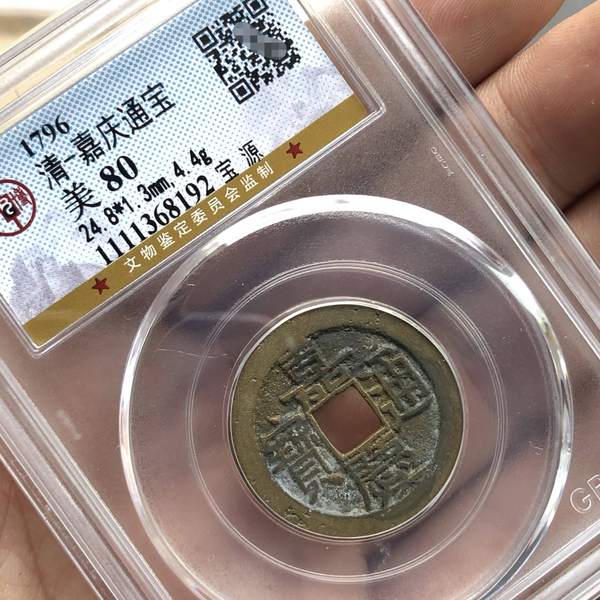 1796
清-嘉庆通宝
美 80
24.8*1.3mm 4.4g
1111368192 宝源
文物鉴定委员会监制
嘉慶通寶
GB